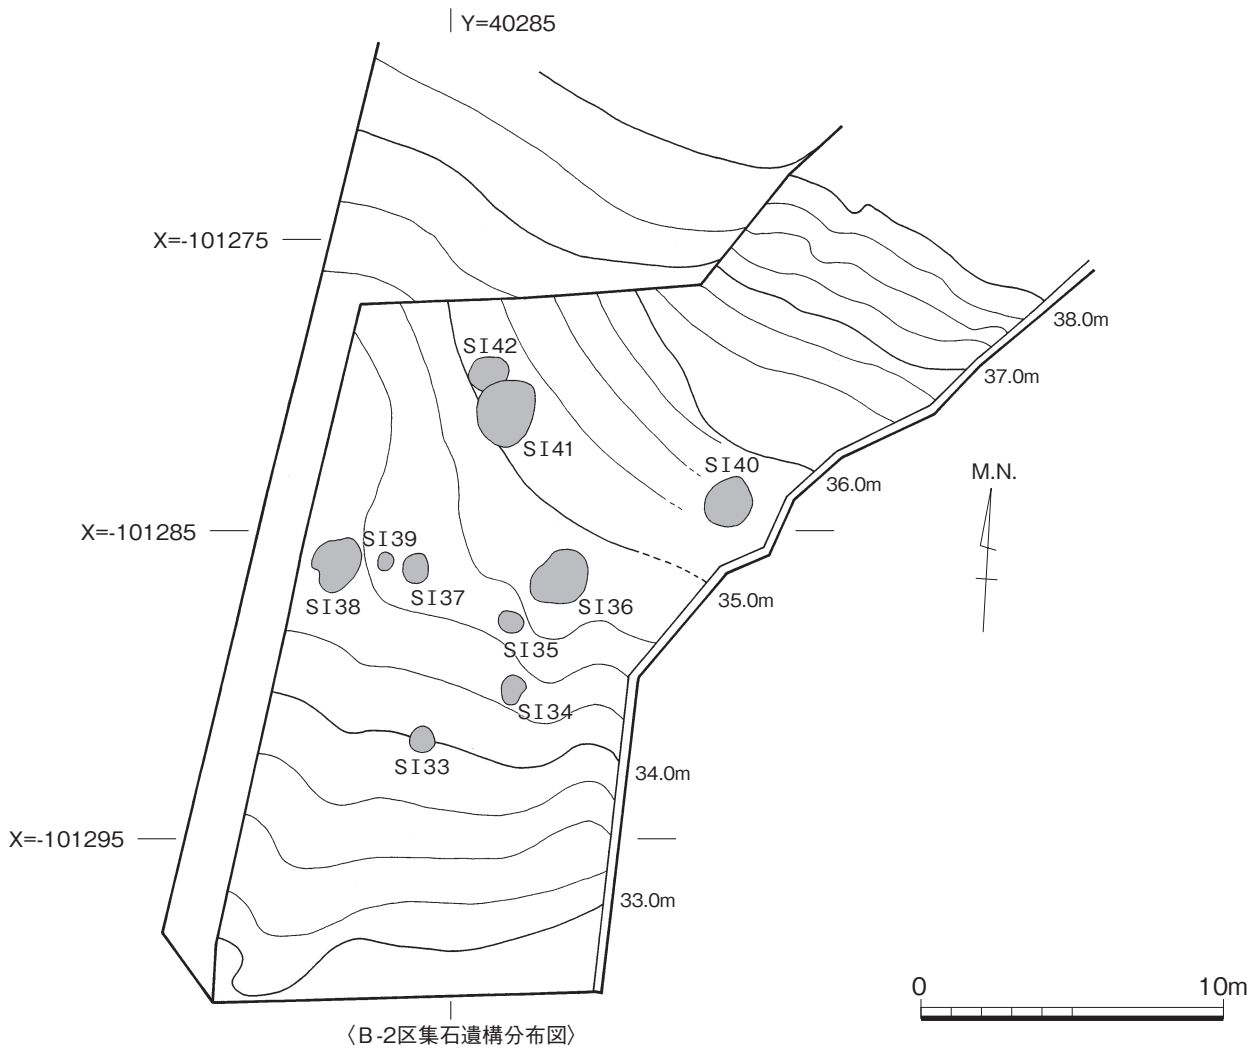 Y=40285
X=-101275
38.0m
SI42
37.0m
SI41
SI40
M.N.
36.0m
X=-101285
SI39
SI38
SI37
SI36
35.0m
SI35
SI34
SI33
34.0m
X=-101295
33.0m
0 10m
〈B-2区集石遺構分布図〉